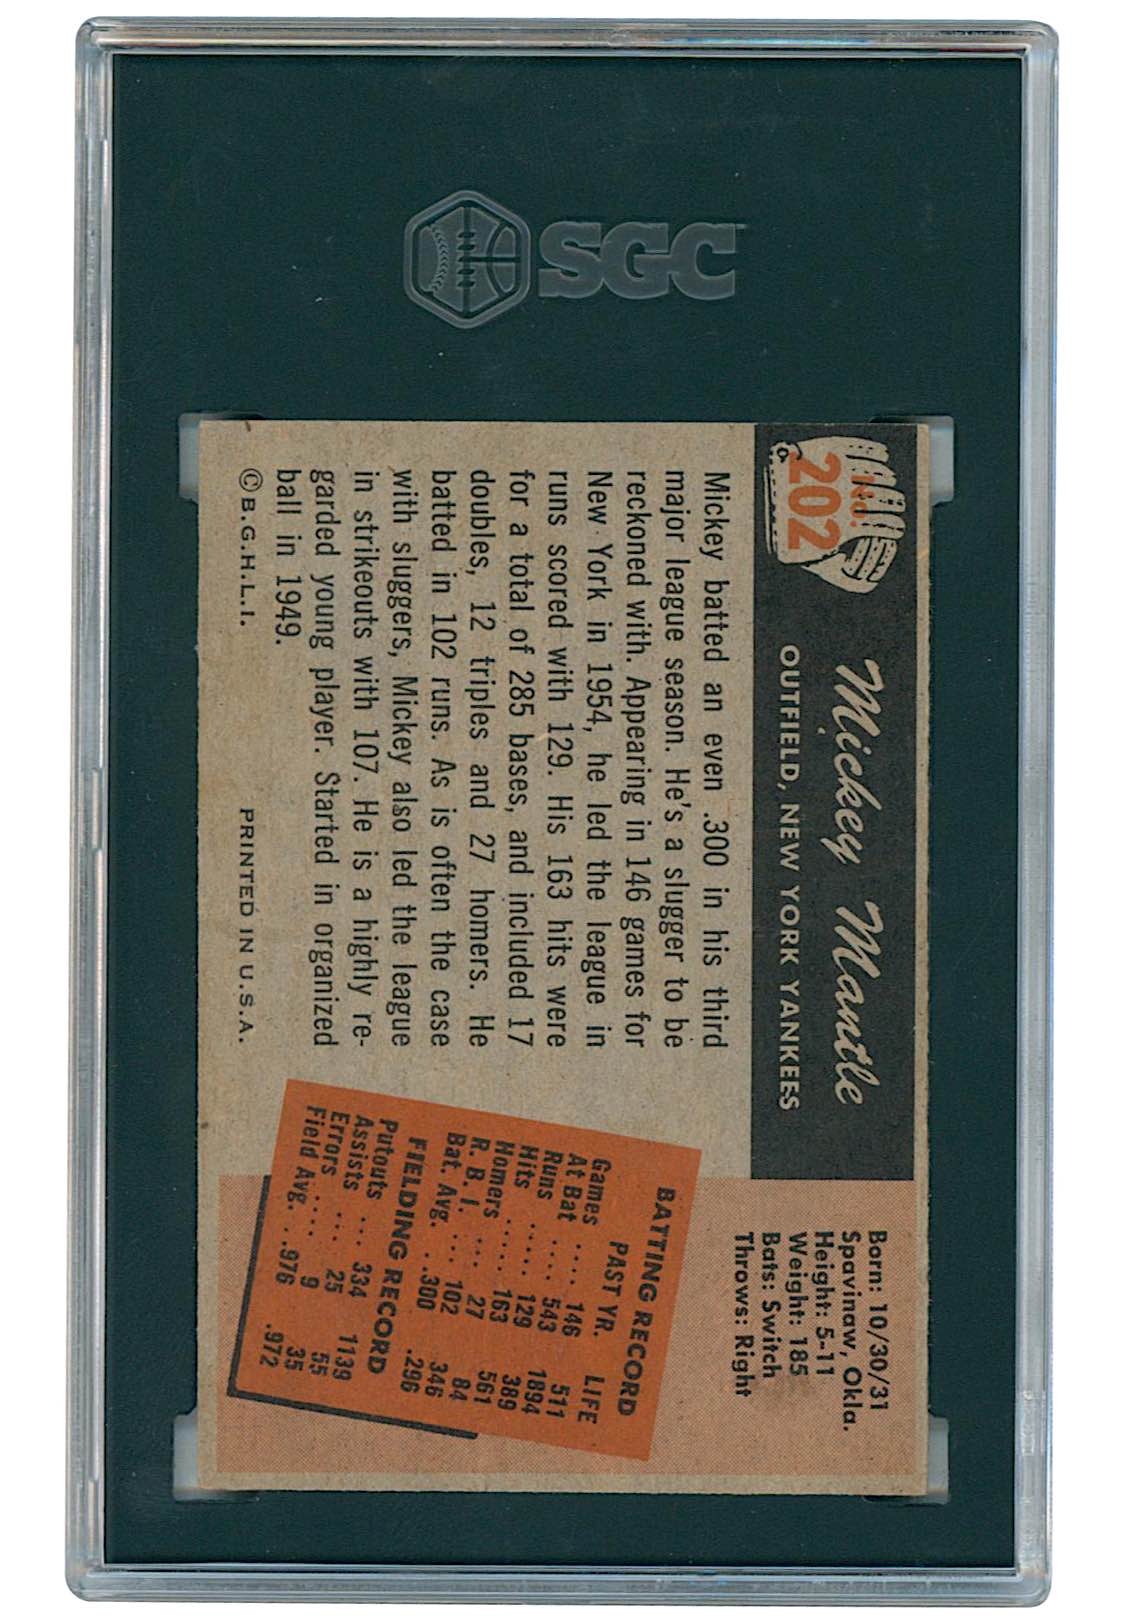 SGC
No.
202
Mickey Mantle
OUTFIELD, NEW YORK YANKEES
Born: 10/30/31
Spavinaw, Okla.
Height: 5-11
Weight: 185
Bats: Switch
Throws: Right
Mickey batted an even .300 in his third
major league season. He's a slugger to be
reckoned with. Appearing in 146 games for
New York in 1954, he led the league in
runs scored with 129. His 163 hits were
for a total of 285 bases, and included 17
doubles, 12 triples and 27 homers. He
batted in 102 runs. As is often the case
with sluggers, Mickey also led the league
in strikeouts with 107. He is a highly re-
garded young player. Started in organized
ball in 1949.
©B.G.H.L.I. PRINTED IN U.S.A.
BATTING RECORD
PAST YR. LIFE
Games .... 146 511
At Bat .... 543 1894
Runs ..... 129 389
Hits ..... 163 561
Homers ..... 27 84
R. B. I. .... 102 346
Bat. Avg. .. .300 .296
FIELDING RECORD
Putouts ... 334 1139
Assists ... 25 55
Errors .... 9 35
Field Avg. . .976 .972